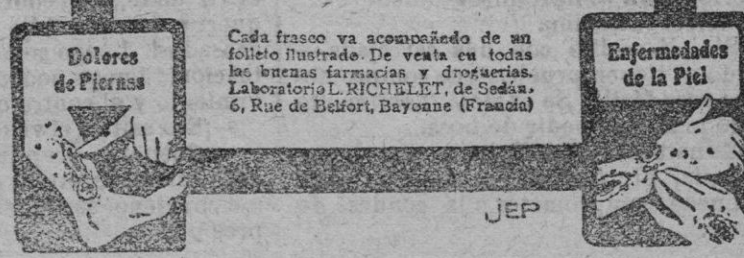 Dolores
de Piernas
Cada frasco va acompañado de un
folleto ilustrado. De venta en todas
las buenas farmacias y droguerias.
Laboratorio L. RICHELET, de Sedán,
6, Rue de Belfort, Bayonne (Francia)
Enfermedades
de la Piel
JEP